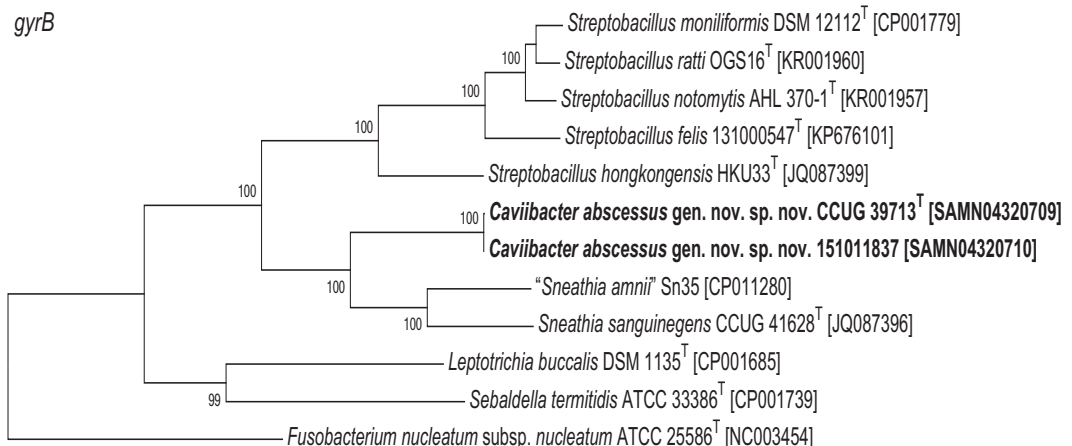 gyrB
Streptobacillus moniliformis DSM 12112T [CP001779]
100
Streptobacillus ratti OGS16T [KR001960]
100
Streptobacillus notomytis AHL 370-1T [KR001957]
100
Streptobacillus felis 131000547T [KP676101]
100
Streptobacillus hongkongensis HKU33T [JQ087399]
Caviibacter abscessus gen. nov. sp. nov. CCUG 39713T [SAMN04320709]
100
Caviibacter abscessus gen. nov. sp. nov. 151011837 [SAMN04320710]
100
“Sneathia amnii” Sn35 [CP011280]
100
Sneathia sanguinegens CCUG 41628T [JQ087396]
Leptotrichia buccalis DSM 1135T [CP001685]
99
Sebaldella termitidis ATCC 33386T [CP001739]
Fusobacterium nucleatum subsp. nucleatum ATCC 25586T [NC003454]